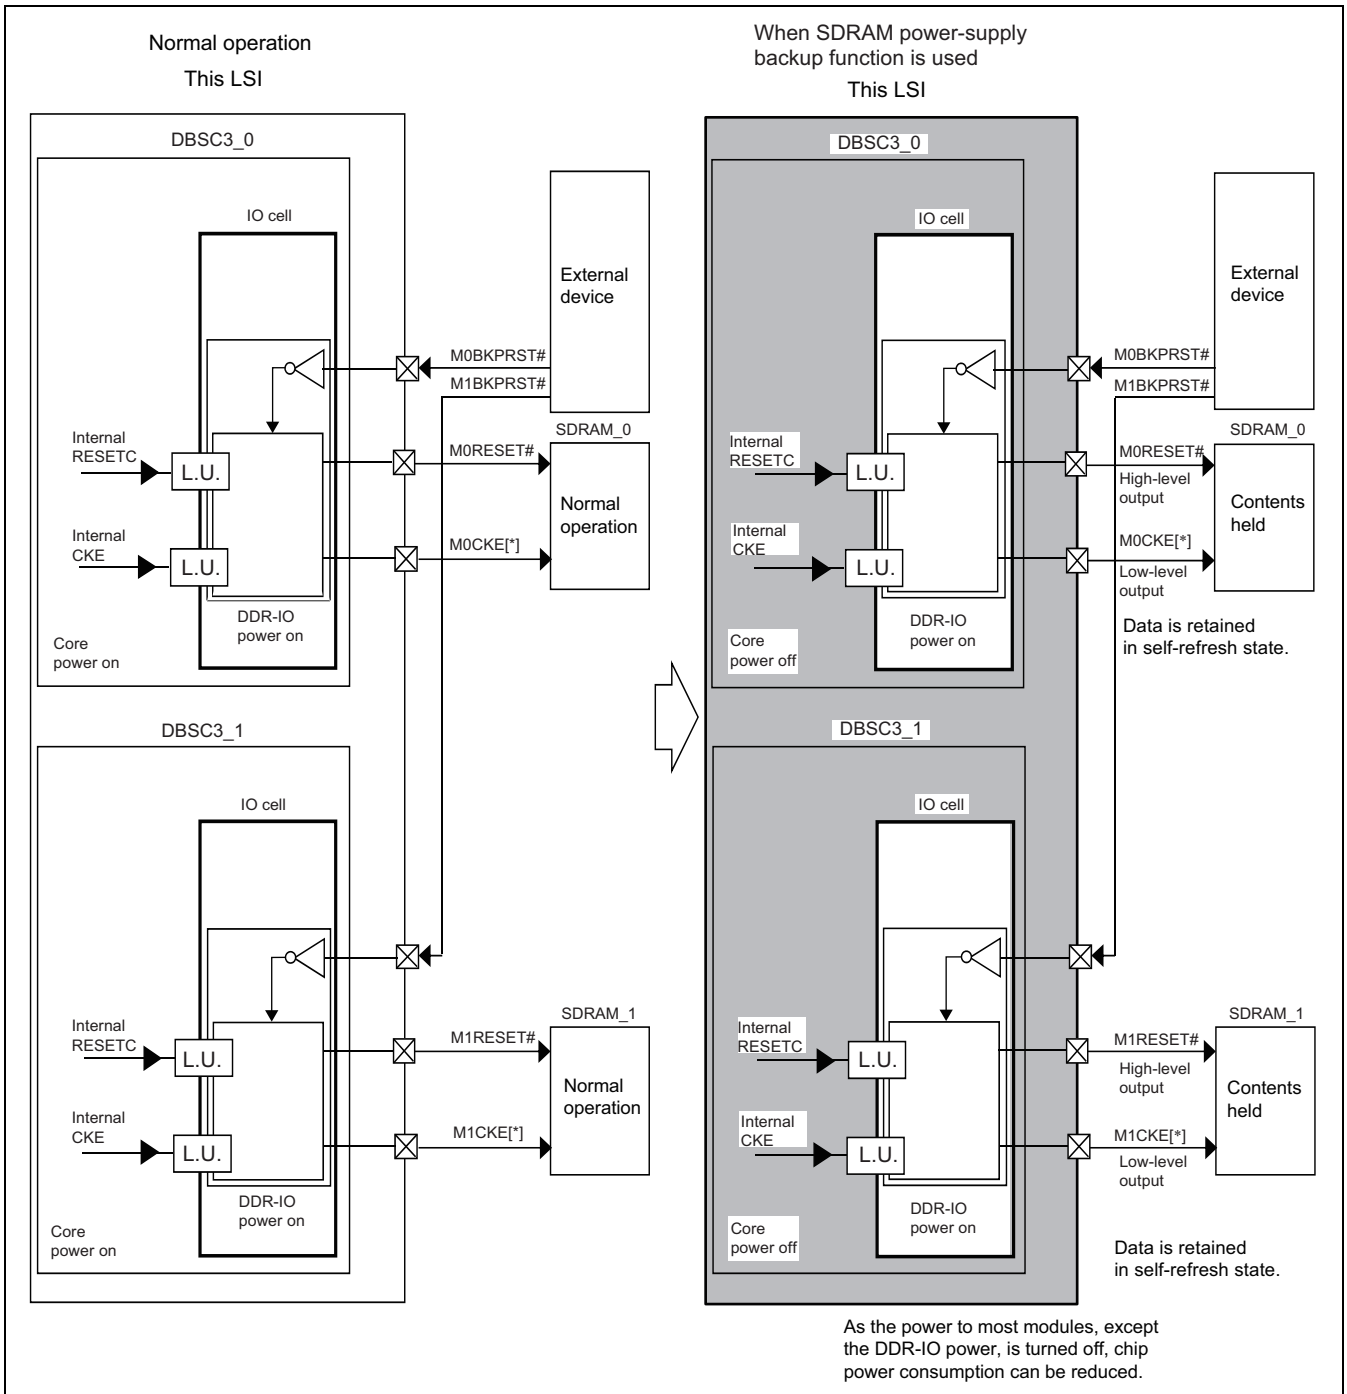 Normal operation
This LSI
DBSC3_0
IO cell
External
device
M0BKPRST#
M1BKPRST#
SDRAM_0
Internal
RESETC
L.U.
M0RESET#
Normal
operation
Internal
CKE
L.U.
M0CKE[*]
DDR-IO
power on
Core
power on
DBSC3_1
IO cell
SDRAM_1
Internal
RESETC
L.U.
M1RESET#
Normal
operation
Internal
CKE
L.U.
M1CKE[*]
DDR-IO
power on
Core
power on
When SDRAM power-supply
backup function is used
This LSI
DBSC3_0
IO cell
External
device
M0BKPRST#
M1BKPRST#
SDRAM_0
Internal
RESETC
L.U.
M0RESET#
High-level
output
Contents
held
Internal
CKE
L.U.
M0CKE[*]
Low-level
output
DDR-IO
power on
Core
power off
Data is retained
in self-refresh state.
DBSC3_1
IO cell
SDRAM_1
Internal
RESETC
L.U.
M1RESET#
High-level
output
Contents
held
Internal
CKE
L.U.
M1CKE[*]
Low-level
output
DDR-IO
power on
Core
power off
Data is retained
in self-refresh state.
As the power to most modules, except
the DDR-IO power, is turned off, chip
power consumption can be reduced.